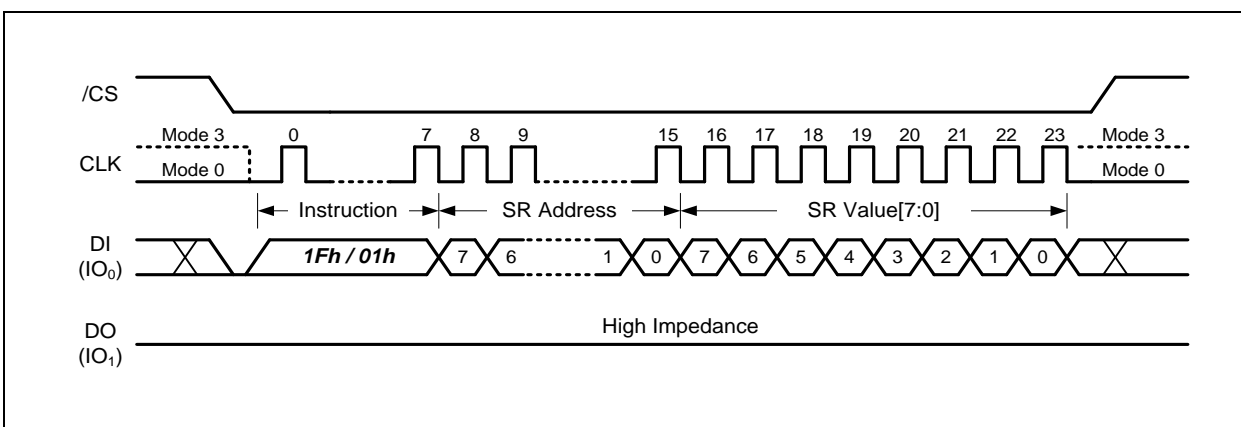 /CS
Mode 3 0 7 8 9 15 16 17 18 19 20 21 22 23 Mode 3
CLK
Mode 0 Mode 0
Instruction SR Address SR Value[7:0]
DI
(IO₀)
1Fh / 01h 7 6 1 0 7 6 5 4 3 2 1 0
High Impedance
DO
(IO₁)